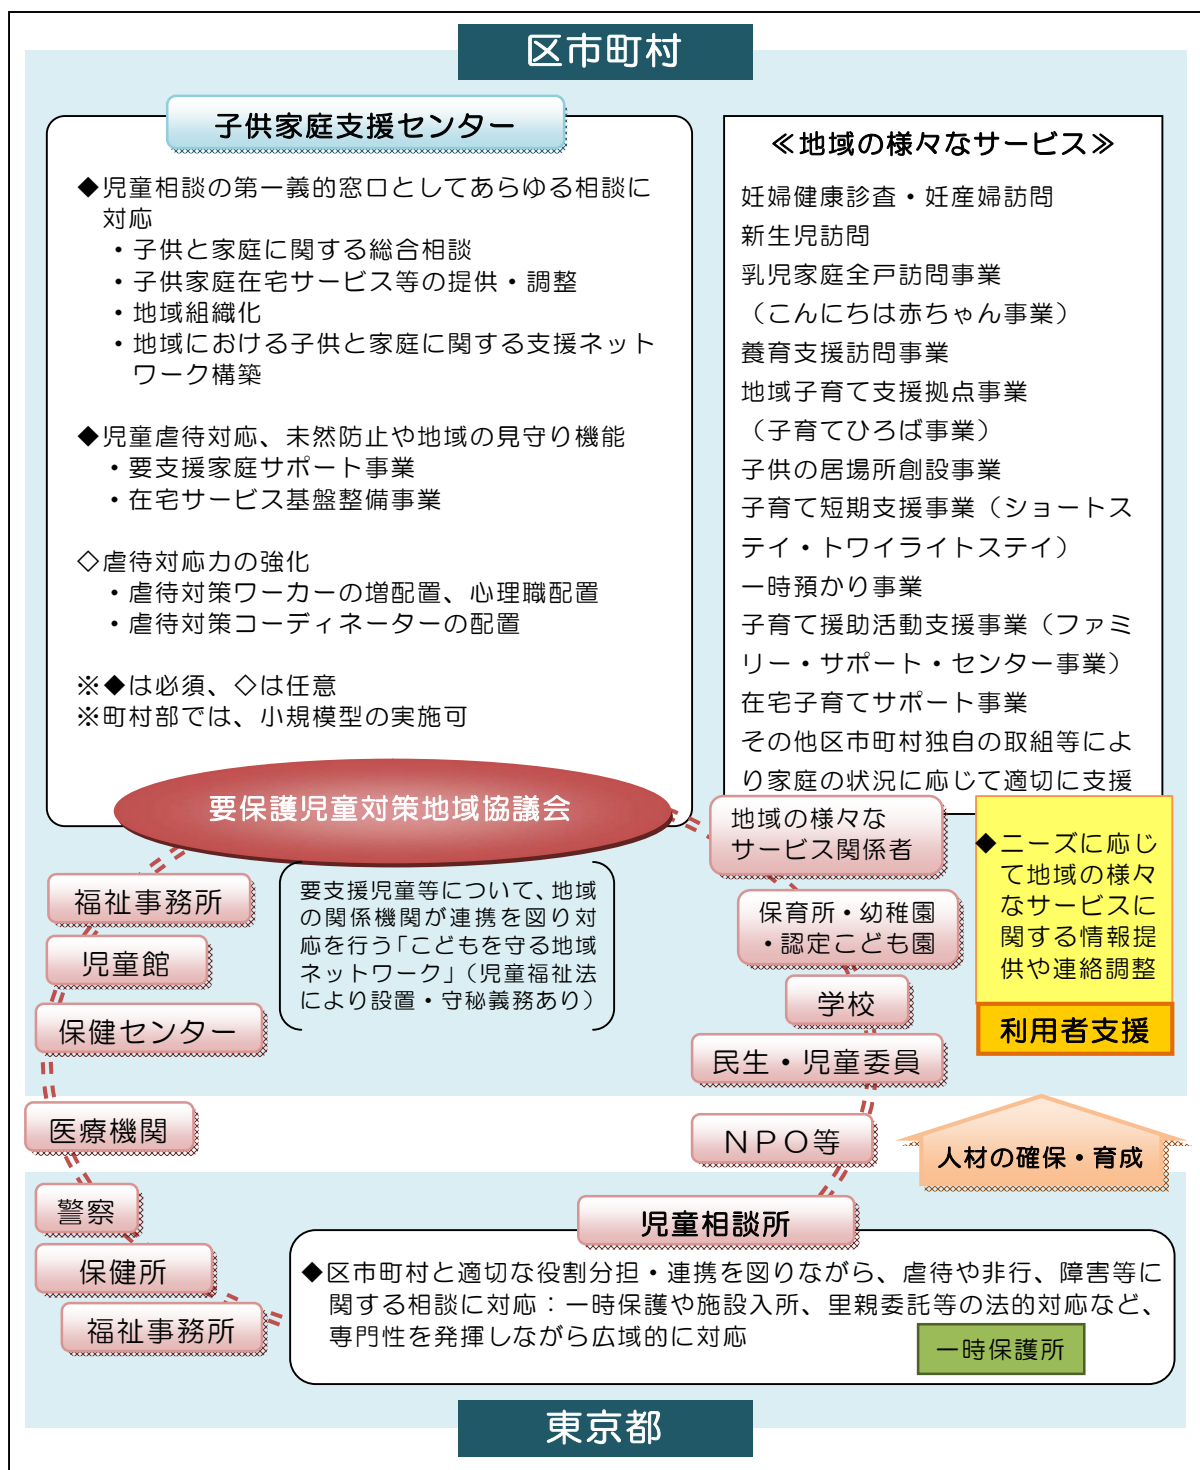 区市町村
子供家庭支援センター
◆児童相談の第一義的窓口としてあらゆる相談に
対応
・子供と家庭に関する総合相談
・子供家庭在宅サービス等の提供・調整
・地域組織化
・地域における子供と家庭に関する支援ネット
ワーク構築
◆児童虐待対応、未然防止や地域の見守り機能
・要支援家庭サポート事業
・在宅サービス基盤整備事業
◇虐待対応力の強化
・虐待対策ワーカーの増配置、心理職配置
・虐待対策コーディネーターの配置
※◆は必須、◇は任意
※町村部では、小規模型の実施可
≪地域の様々なサービス≫
妊婦健康診査・妊産婦訪問
新生児訪問
乳児家庭全戸訪問事業
（こんにちは赤ちゃん事業）
養育支援訪問事業
地域子育て支援拠点事業
（子育てひろば事業）
子供の居場所創設事業
子育て短期支援事業（ショートス
テイ・トワイライトステイ）
一時預かり事業
子育て援助活動支援事業（ファミ
リー・サポート・センター事業）
在宅子育てサポート事業
その他区市町村独自の取組等によ
り家庭の状況に応じて適切に支援
要保護児童対策地域協議会
要支援児童等について、地域
の関係機関が連携を図り対
応を行う「こどもを守る地域
ネットワーク」（児童福祉法
により設置・守秘義務あり）
福祉事務所
児童館
保健センター
医療機関
警察
保健所
福祉事務所
地域の様々な
サービス関係者
保育所・幼稚園
・認定こども園
学校
民生・児童委員
ＮＰＯ等
◆ニーズに応じ
て地域の様々
なサービスに
関する情報提
供や連絡調整
利用者支援
人材の確保・育成
児童相談所
◆区市町村と適切な役割分担・連携を図りながら、虐待や非行、障害等に
関する相談に対応：一時保護や施設入所、里親委託等の法的対応など、
専門性を発揮しながら広域的に対応
一時保護所
東京都